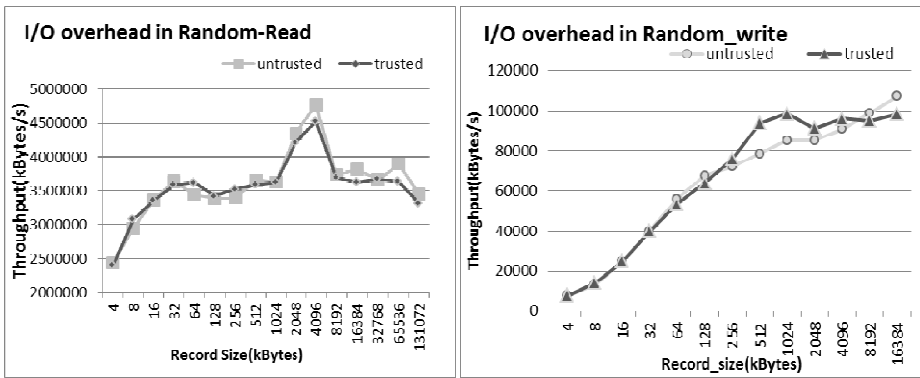 I/O overhead in Random-Read
untrusted trusted
5000000
4500000
4000000
3500000
3000000
2500000
2000000
Throughput(kBytes/s)
4 8 16 32 64 128 256 512 1024 2048 4096 8192 16384 32768 65536 131072
Record Size(kBytes)
I/O overhead in Random_write
untrusted trusted
120000
100000
80000
60000
40000
20000
0
Throughput(kBytes/s)
4 8 16 32 64 128 256 512 1024 2048 4096 8192 16384
Record_size(kBytes)